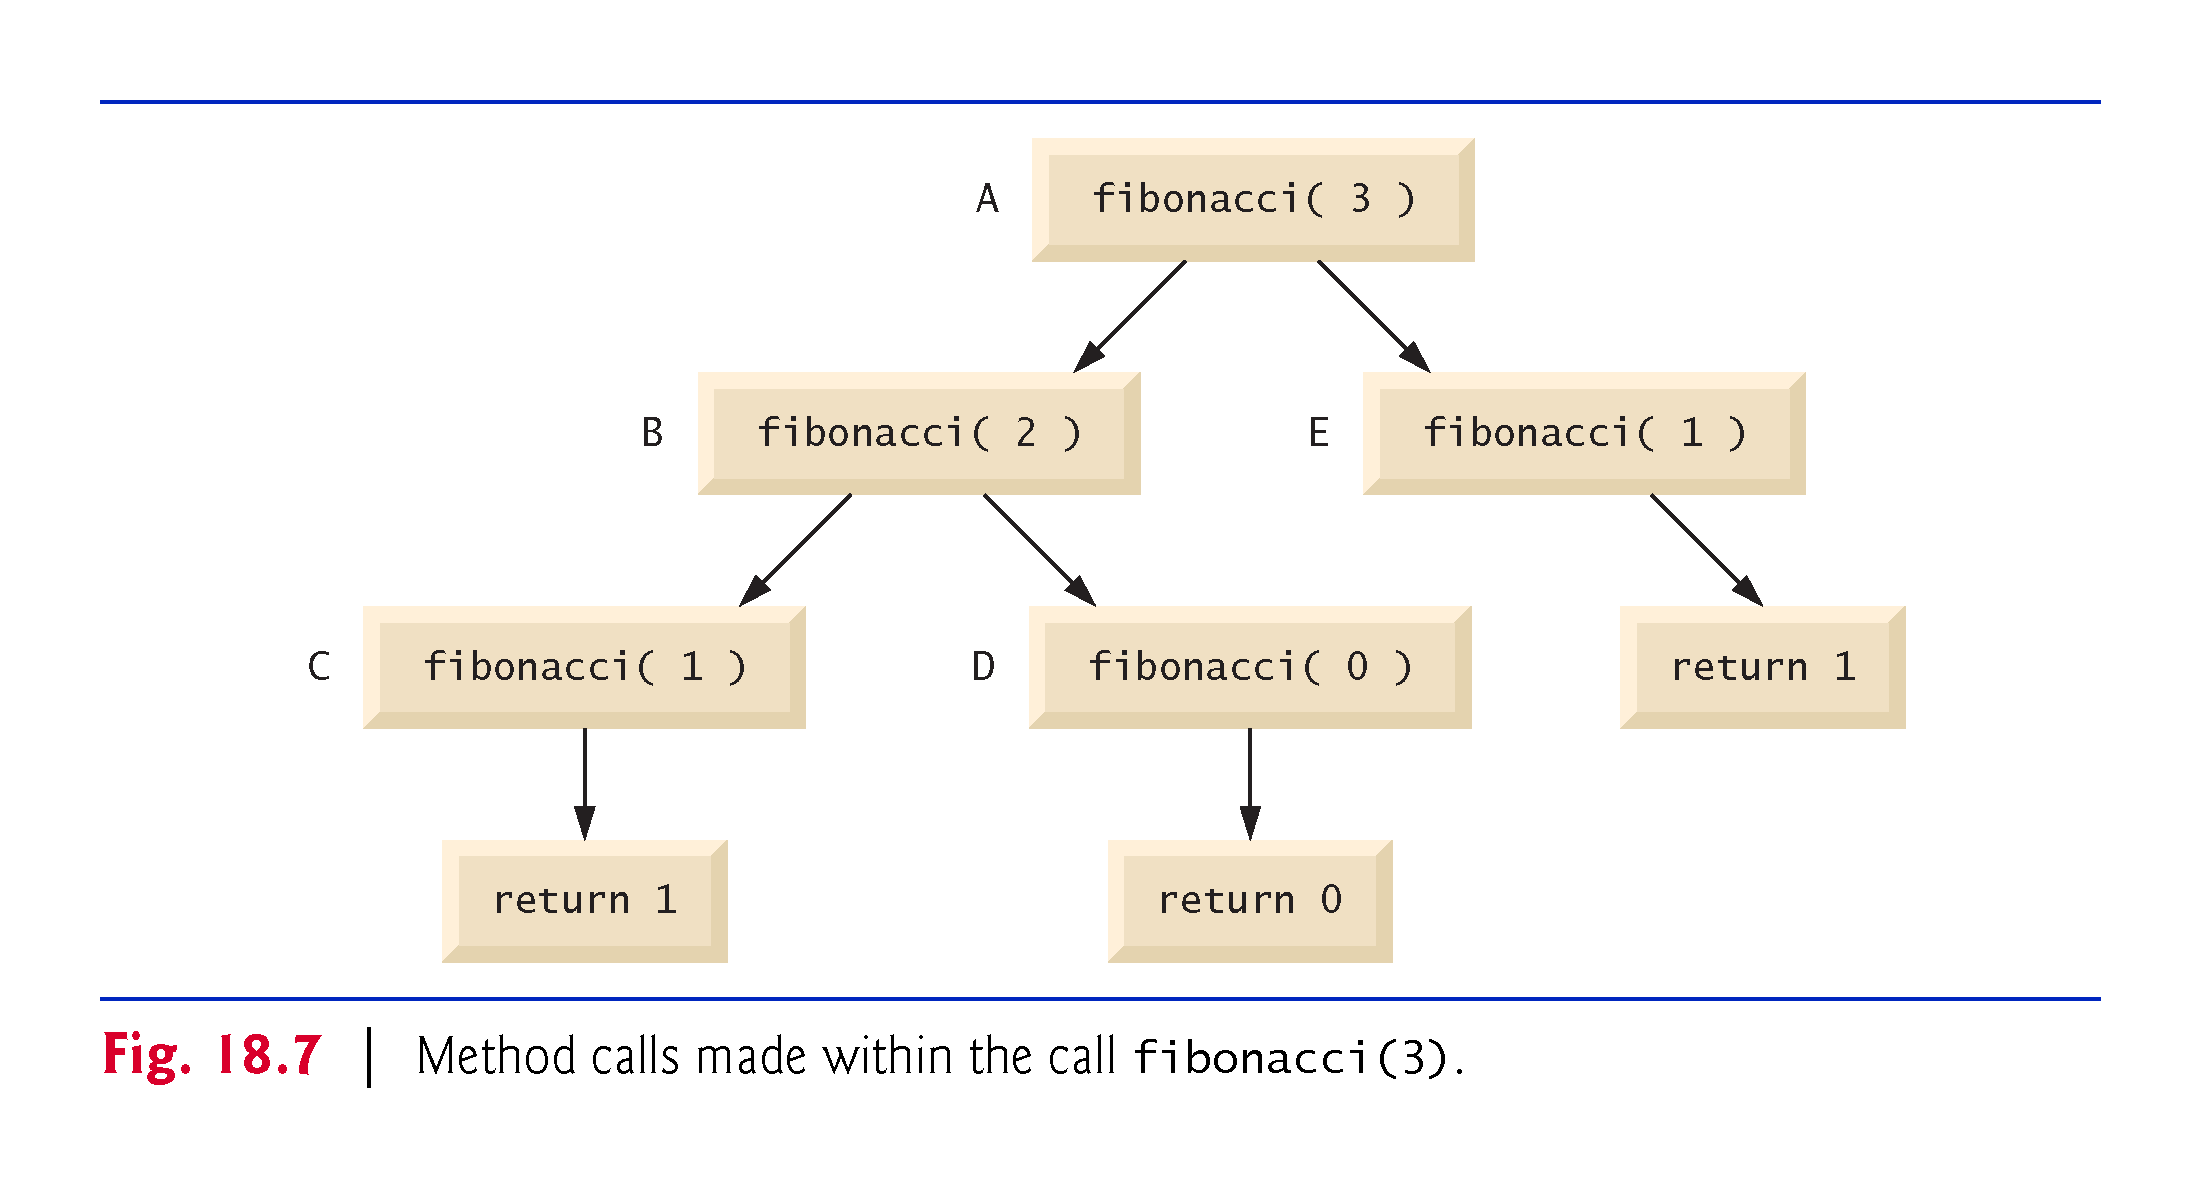 A fibonacci( 3 )
B fibonacci( 2 ) E fibonacci( 1 )
C fibonacci( 1 ) D fibonacci( 0 ) return 1
return 1 return 0
Fig. 18.7 | Method calls made within the call fibonacci(3).